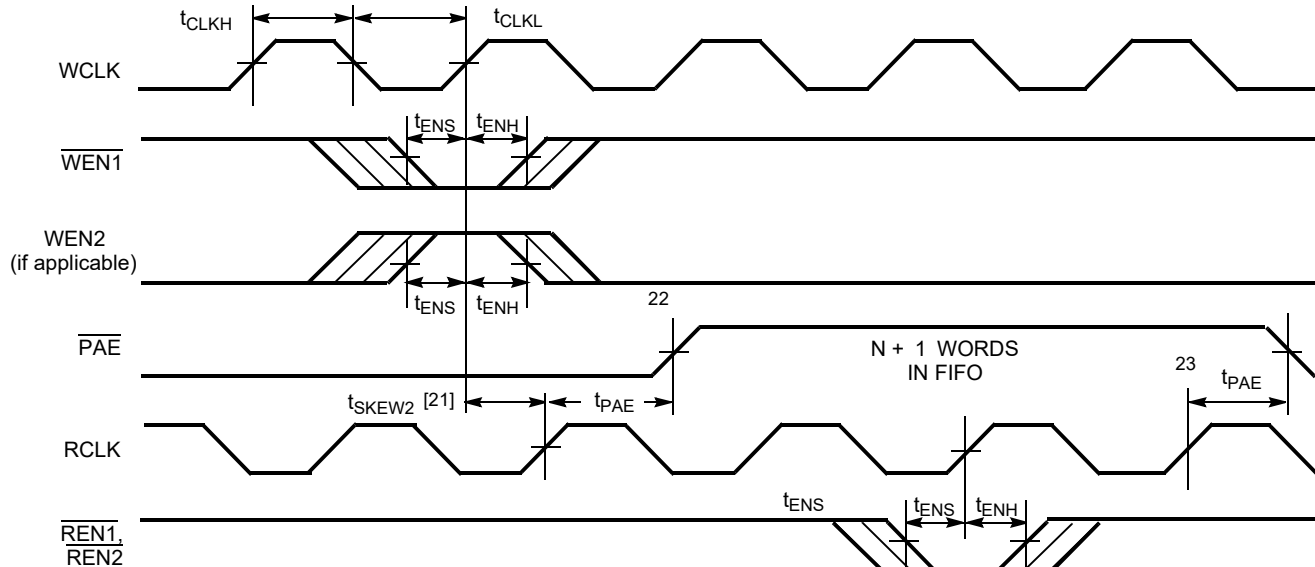 tCLKH tCLKL
WCLK
tENS tENH
WEN1
WEN2
(if applicable)
tENS tENH
22
PAE
N + 1 WORDS
IN FIFO
23
tPAE
tSKEW2 [21] tPAE
RCLK
tENS tENS tENH
REN1,
REN2